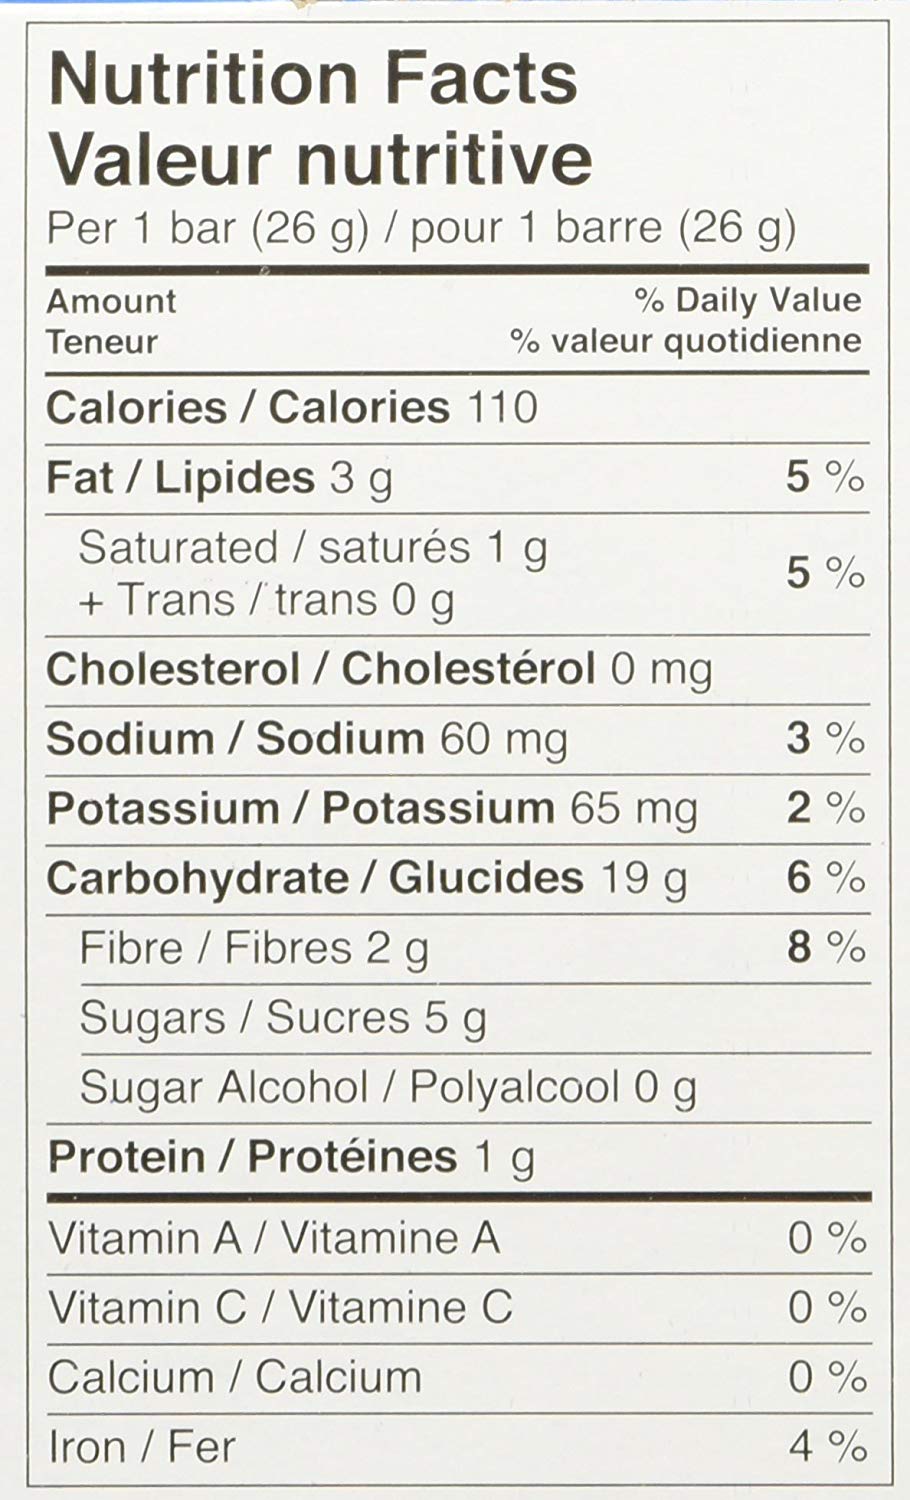 Nutrition Facts
Valeur nutritive
Per 1 bar (26 g) / pour 1 barre (26 g)
Amount % Daily Value
Teneur % valeur quotidienne
Calories / Calories 110
Fat / Lipides 3 g 5 %
Saturated / saturés 1 g
+ Trans / trans 0 g 5 %
Cholesterol / Cholestérol 0 mg
Sodium / Sodium 60 mg 3 %
Potassium / Potassium 65 mg 2 %
Carbohydrate / Glucides 19 g 6 %
Fibre / Fibres 2 g 8 %
Sugars / Sucres 5 g
Sugar Alcohol / Polyalcool 0 g
Protein / Protéines 1 g
Vitamin A / Vitamine A 0 %
Vitamin C / Vitamine C 0 %
Calcium / Calcium 0 %
Iron / Fer 4 %